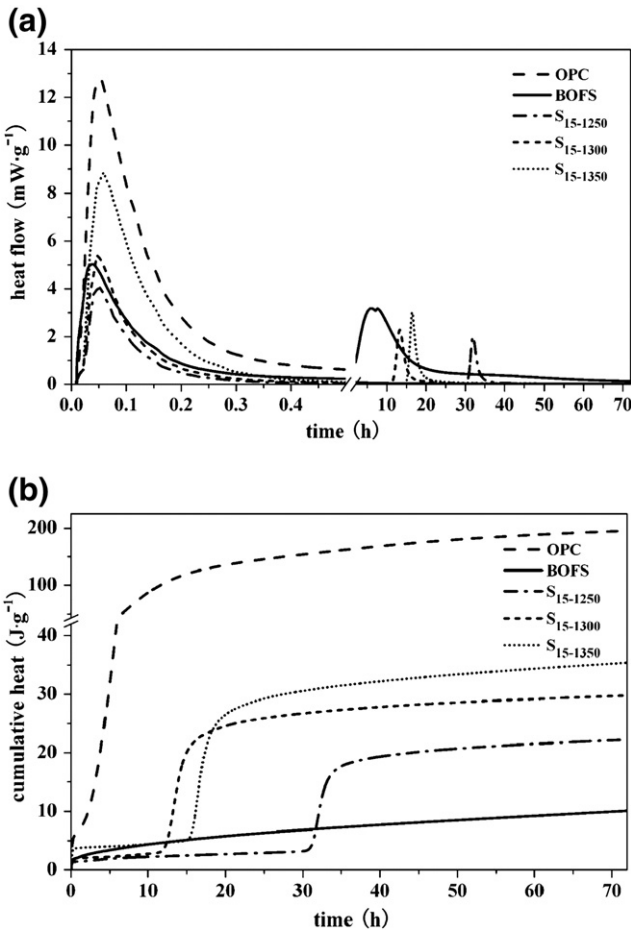 (a)
14
12
10
8
6
4
2
0
heat flow (mW·g⁻¹)
OPC
BOFS
S15-1250
S15-1300
S15-1350
0.0 0.1 0.2 0.3 0.4 10 20 30 40 50 60 70
time (h)
(b)
200
100
40
30
20
10
0
cumulative heat (J·g⁻¹)
OPC
BOFS
S15-1250
S15-1300
S15-1350
0 10 20 30 40 50 60 70
time (h)